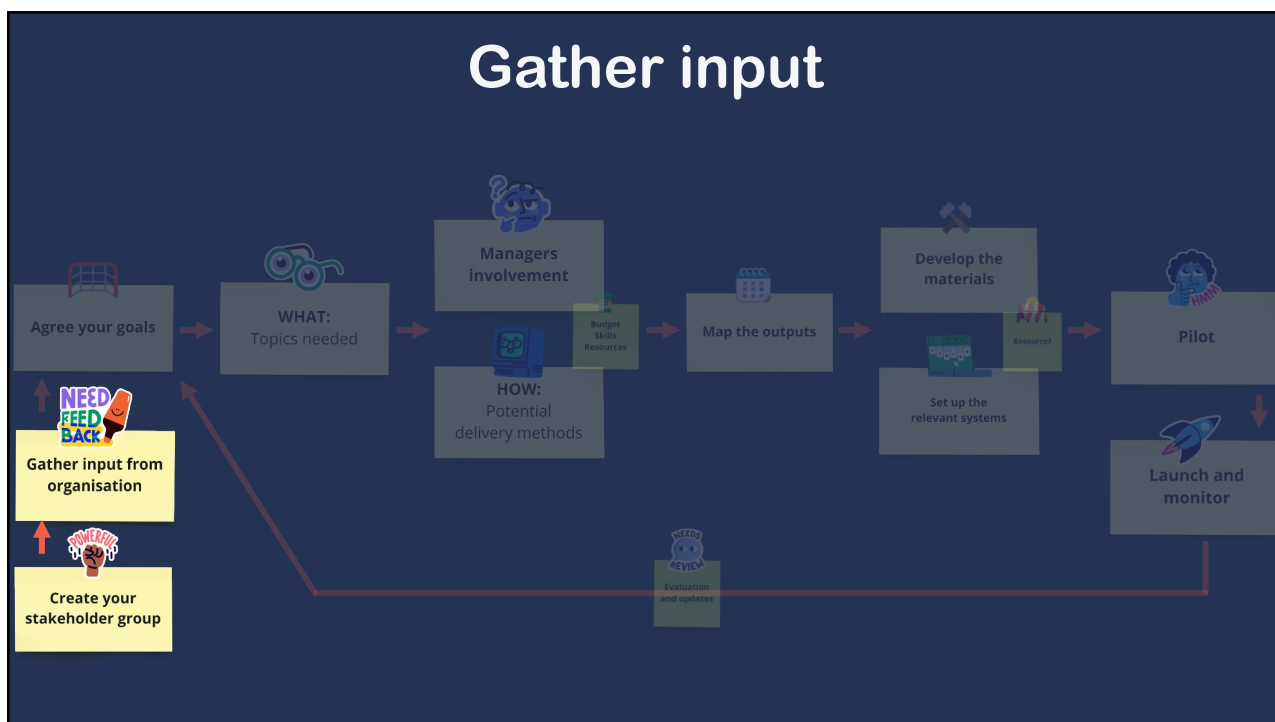 Gather input
Managers
involvement
Develop the
materials
Agree your goals
WHAT:
Topics needed
Budget
Skills
Resources
Map the outputs
Resource?
HMM
Pilot
HOW:
Potential
delivery methods
Set up the
relevant systems
NEED
FEED
BACK
Gather input from
organisation
Launch and
monitor
POWERFUL
Create your
stakeholder group
NEEDS
REVIEW
Evaluation
and updates